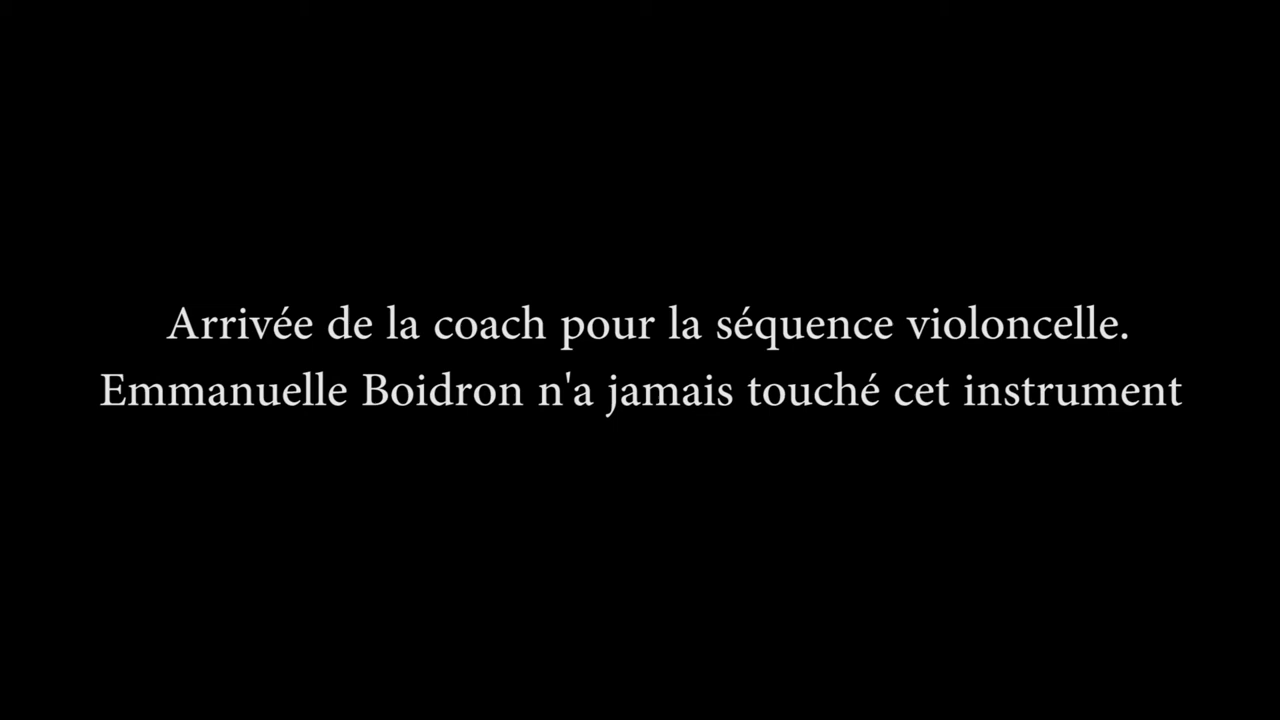 Arrivée de la coach pour la séquence violoncelle.
Emmanuelle Boidron n'a jamais touché cet instrument